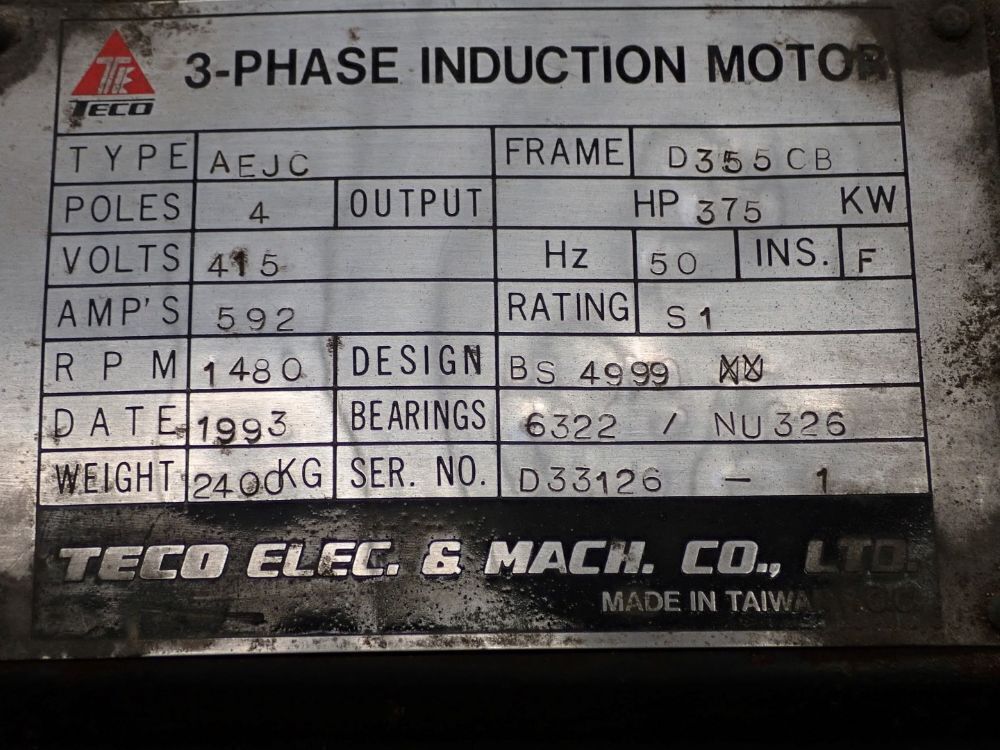 TECO
3-PHASE INDUCTION MOTOR
TYPE AEJC FRAME D355CB
POLES 4 OUTPUT HP 375 KW
VOLTS 415 Hz 50 INS. F
AMP'S 592 RATING S1
RPM 1480 DESIGN BS 4999
DATE 1993 BEARINGS 6322 / NU326
WEIGHT 2400KG SER. NO. D33126 - 1
TECO ELEC. & MACH. CO., LTD.
MADE IN TAIWAN